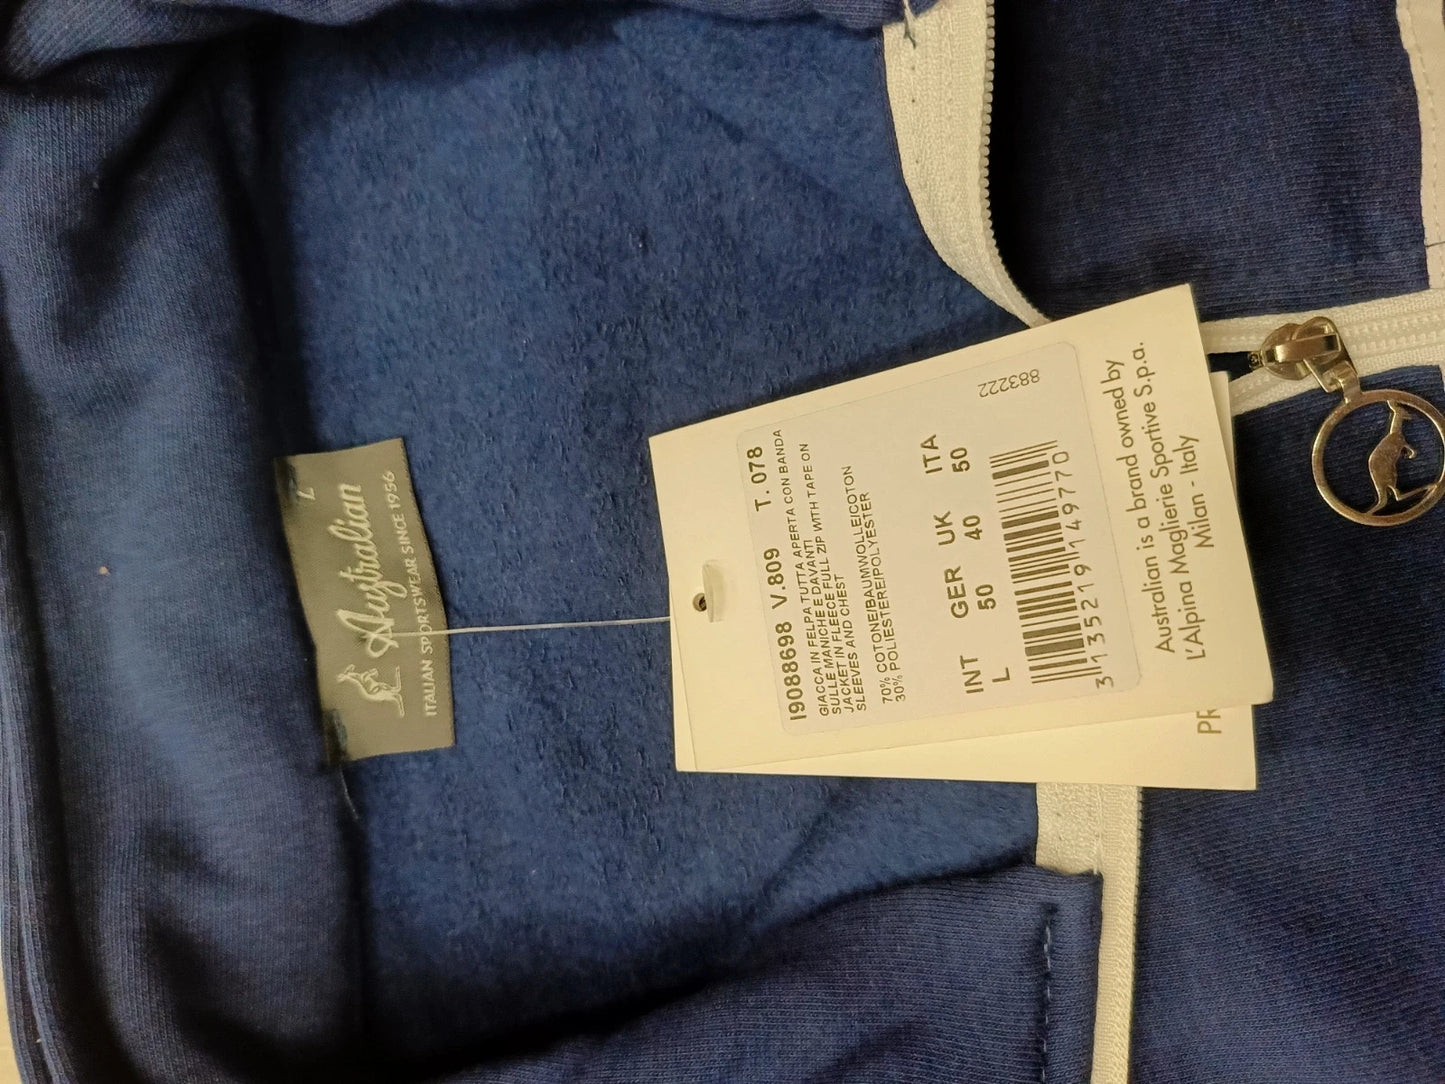 L
Australian
ITALIAN SPORTSWEAR SINCE 1956
I9088698 V.809 T. 078
GIACCA IN FELPA TUTTA APERTA CON BANDA
SULLE MANICHE E DAVANTI
JACKET IN FLEECE FULL ZIP WITH TAPE ON
SLEEVES AND CHEST
70% COTONE/BAUMWOLLE/COTON
30% POLIESTERE/POLYESTER
INT GER UK ITA
L 50 40 50
3135219149770
883222
Australian is a brand owned by
L'Alpina Maglierie Sportive S.p.a.
Milan - Italy